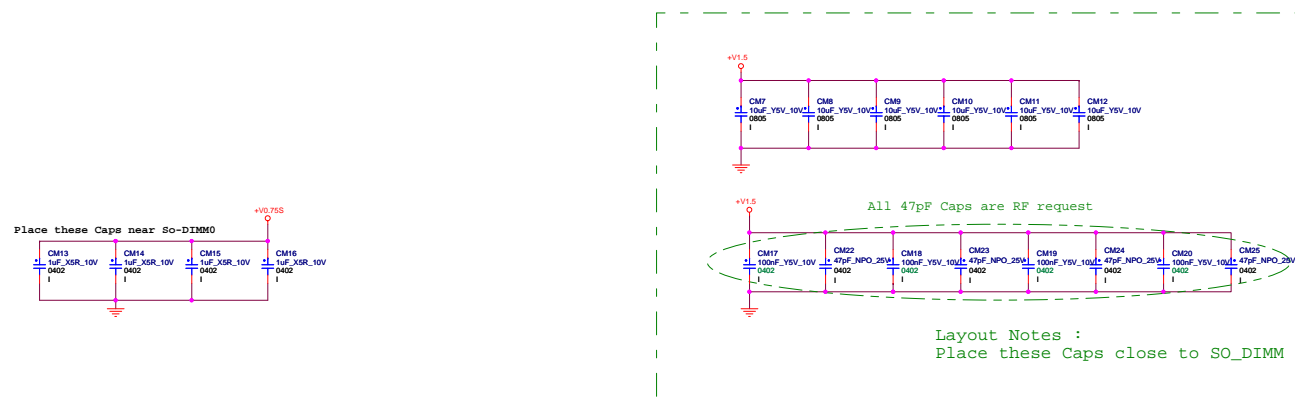 +V1.5
CM7
10uF_Y5V_10V
0805
I
CM8
10uF_Y5V_10V
0805
I
CM9
10uF_Y5V_10V
0805
I
CM10
10uF_Y5V_10V
0805
I
CM11
10uF_Y5V_10V
0805
I
CM12
10uF_Y5V_10V
0805
I
+V0.75S
Place these Caps near So-DIMM0
CM13
1uF_X5R_10V
0402
I
CM14
1uF_X5R_10V
0402
I
CM15
1uF_X5R_10V
0402
I
CM16
1uF_X5R_10V
0402
I
+V1.5
All 47pF Caps are RF request
CM17
100nF_Y5V_10V
0402
I
CM22
47pF_NPO_25V
0402
I
CM18
100nF_Y5V_10V
0402
I
CM23
47pF_NPO_25V
0402
I
CM19
100nF_Y5V_10V
0402
I
CM24
47pF_NPO_25V
0402
I
CM20
100nF_Y5V_10V
0402
I
CM25
47pF_NPO_25V
0402
I
Layout Notes :
Place these Caps close to SO_DIMM